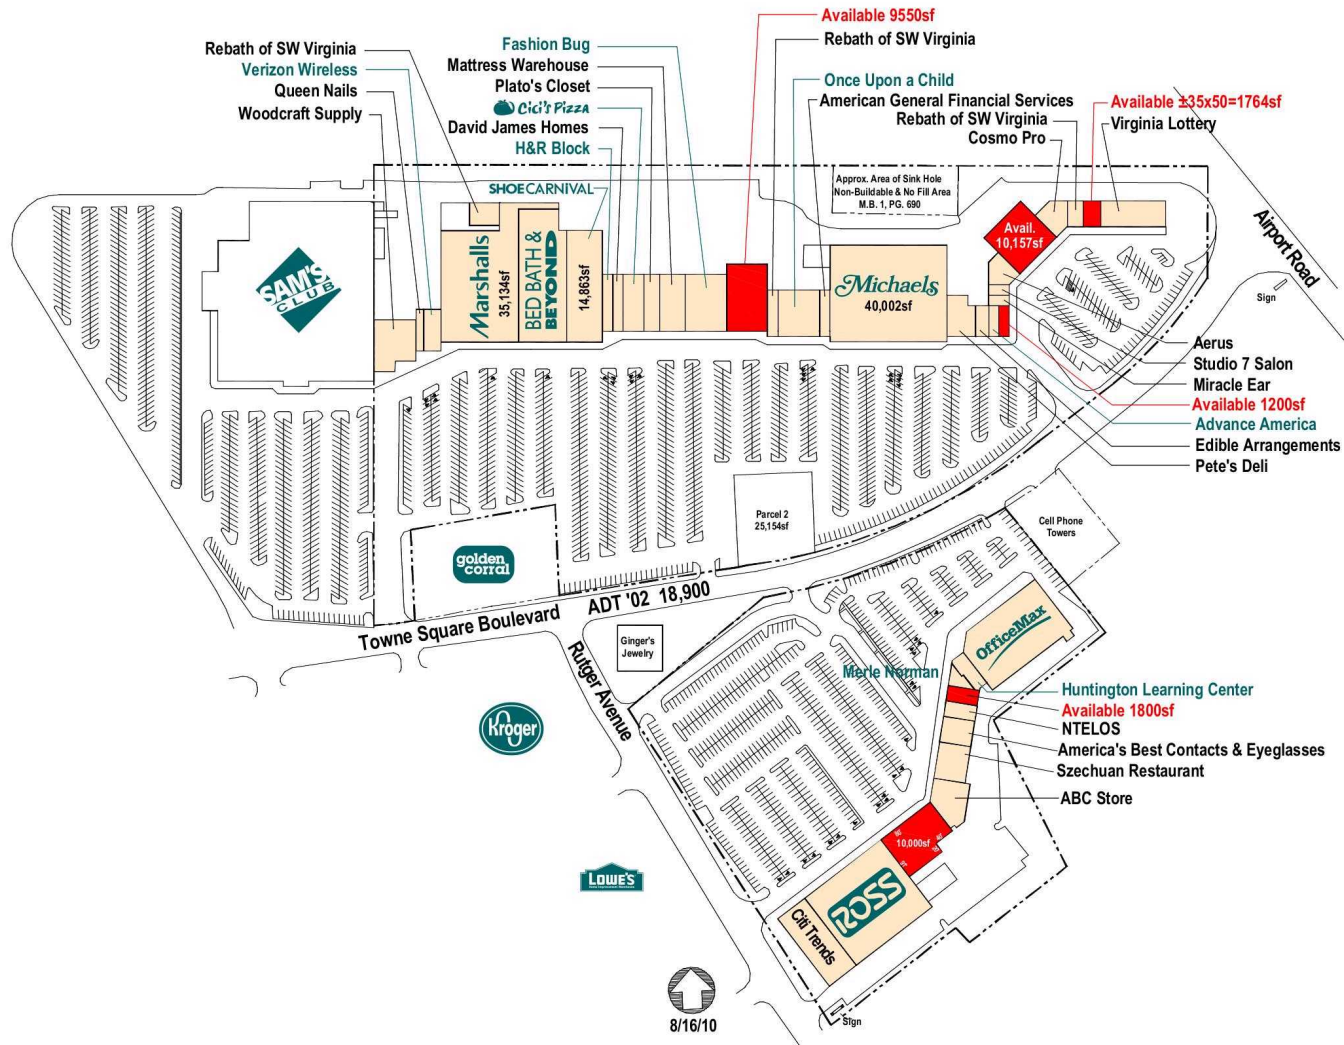 Available 9550sf
Rebath of SW Virginia
Fashion Bug
Rebath of SW Virginia
Verizon Wireless
Mattress Warehouse
Queen Nails
Plato's Closet
Once Upon a Child
Woodcraft Supply
CiCi's Pizza
American General Financial Services
Available ±35x50=1764sf
David James Homes
Rebath of SW Virginia
Virginia Lottery
H&R Block
Cosmo Pro
SHOE CARNIVAL
Approx. Area of Sink Hole
Non-Buildable & No Fill Area
M.B. 1, PG. 690
Airport Road
Avail.
10,157sf
SAM'S
CLUB
Marshalls
35,134sf
BED BATH &
BEYOND
14,863sf
Michaels
40,002sf
Sign
Aerus
Studio 7 Salon
Miracle Ear
Available 1200sf
Advance America
Edible Arrangements
Pete's Deli
Parcel 2
25,154sf
Cell Phone
Towers
golden
corral
ADT '02 18,900
Towne Square Boulevard
Ginger's
Jewelry
Rutger Avenue
OfficeMax
Merle Norman
Huntington Learning Center
Available 1800sf
NTELOS
America's Best Contacts & Eyeglasses
Szechuan Restaurant
ABC Store
Kroger
10,000sf
LOWE'S
ROSS
Citi Trends
8/16/10
Sign